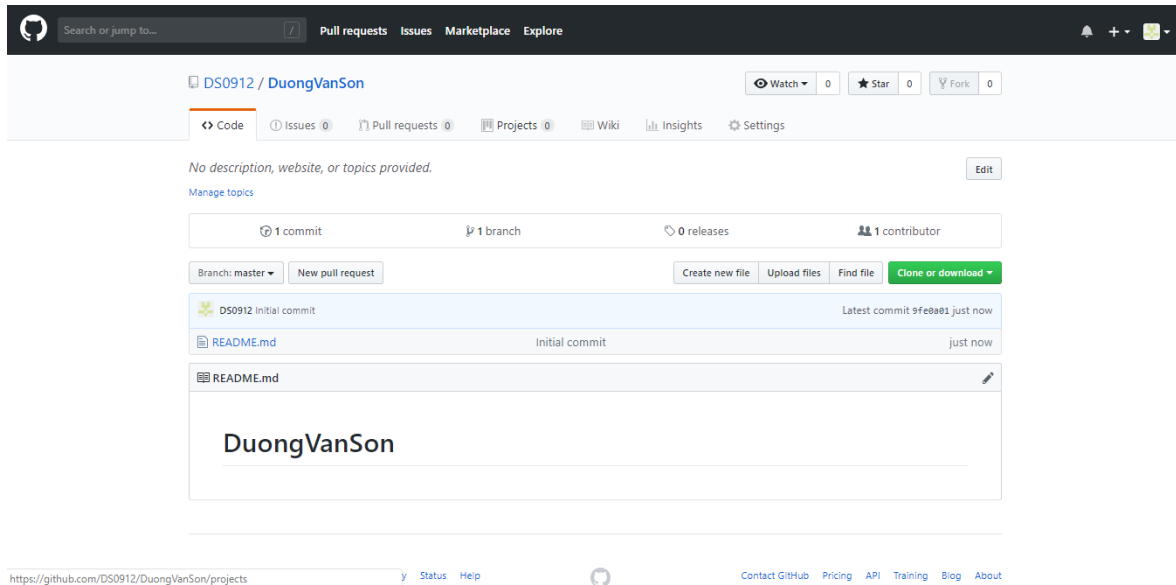 Search or jump to... / Pull requests Issues Marketplace Explore
DS0912 / DuongVanSon Watch 0 Star 0 Fork 0
Code Issues 0 Pull requests 0 Projects 0 Wiki Insights Settings
No description, website, or topics provided. Edit
Manage topics
1 commit 1 branch 0 releases 1 contributor
Branch: master New pull request Create new file Upload files Find file Clone or download
DS0912 Initial commit Latest commit 9fe0a01 just now
README.md Initial commit just now
README.md
DuongVanSon
https://github.com/DS0912/DuongVanSon/projects y Status Help Contact GitHub Pricing API Training Blog About